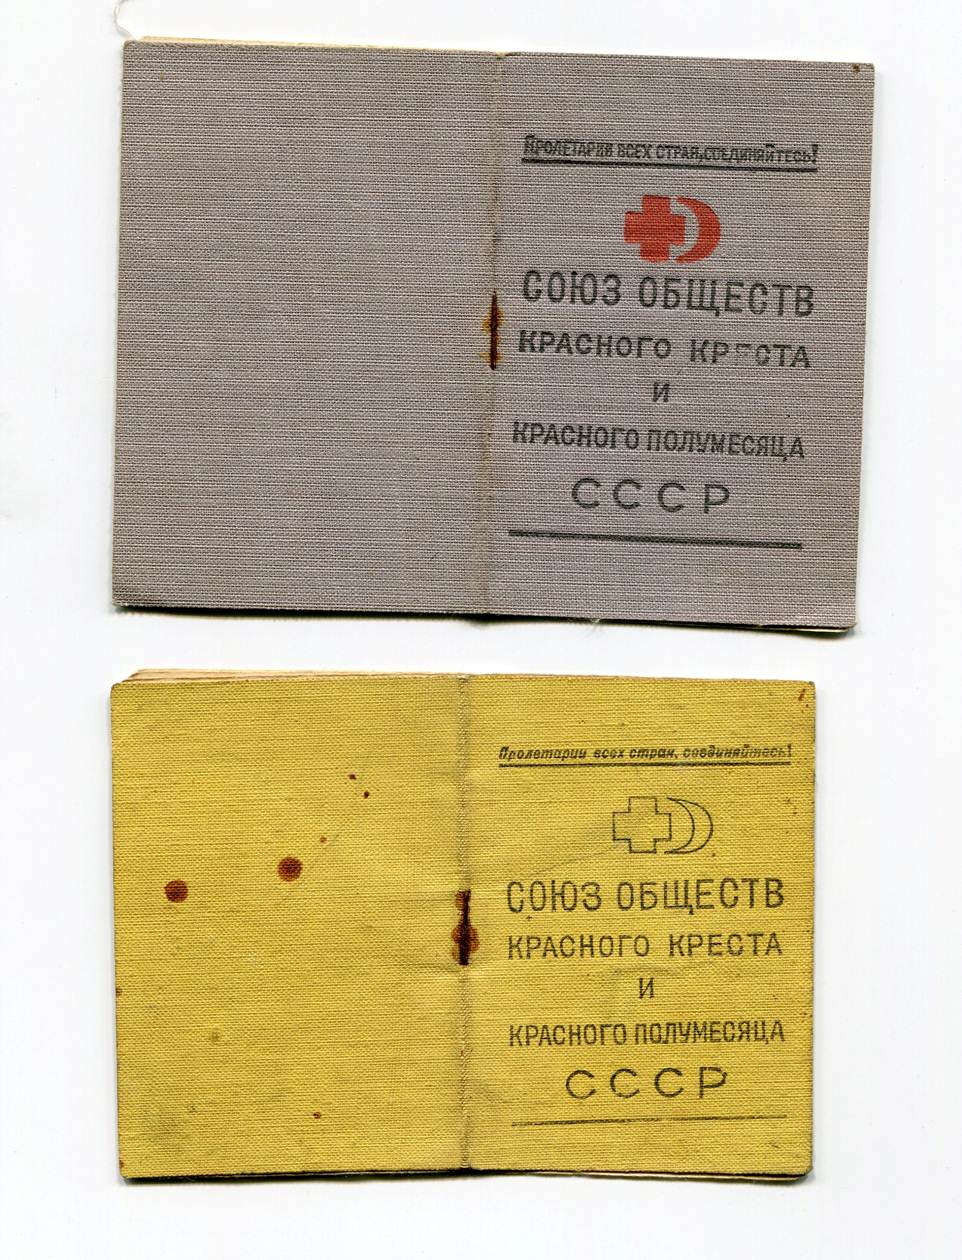 Пролетарии всех стран, соединяйтесь!
СОЮЗ ОБЩЕСТВ
КРАСНОГО КРЕСТА
И
КРАСНОГО ПОЛУМЕСЯЦА
СССР
Пролетарии всех стран, соединяйтесь!
СОЮЗ ОБЩЕСТВ
КРАСНОГО КРЕСТА
И
КРАСНОГО ПОЛУМЕСЯЦА
СССР